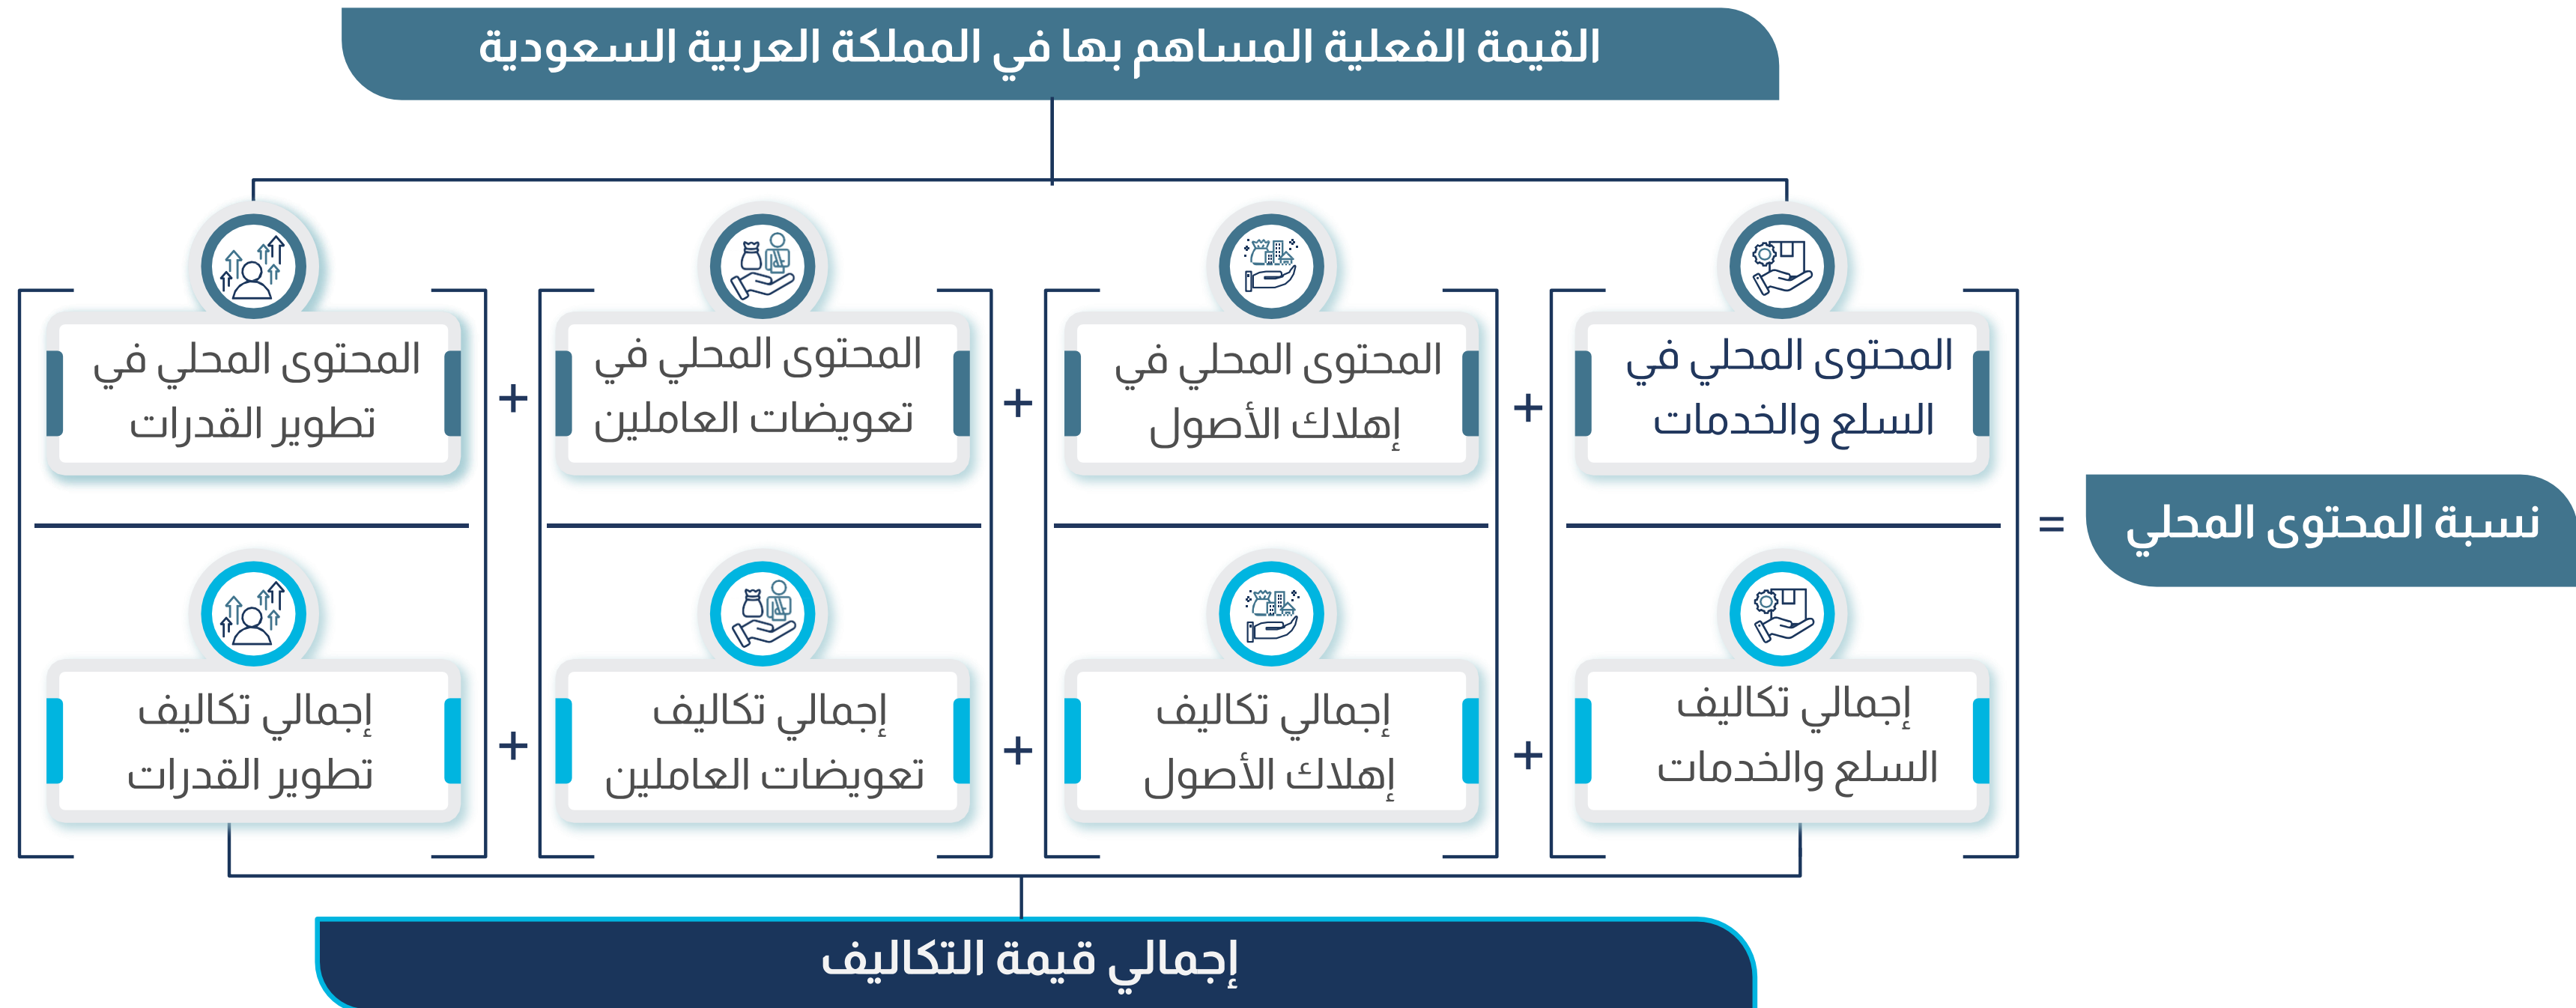 القيمة الفعلية المساهم بها في المملكة العربية السعودية
نسبة المحتوى المحلي
=
المحتوى المحلي في
السلع والخدمات
+
المحتوى المحلي في
إهلاك الأصول
+
المحتوى المحلي في
تعويضات العاملين
+
المحتوى المحلي في
تطوير القدرات
إجمالي تكاليف
السلع والخدمات
+
إجمالي تكاليف
إهلاك الأصول
+
إجمالي تكاليف
تعويضات العاملين
+
إجمالي تكاليف
تطوير القدرات
إجمالي قيمة التكاليف